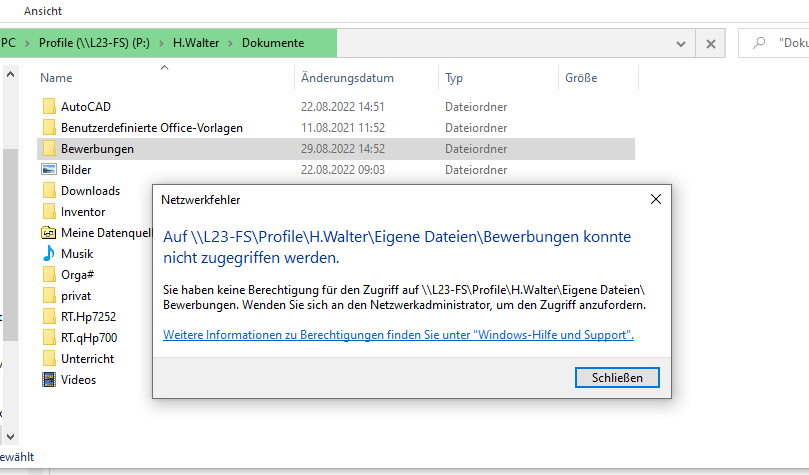 Ansicht
PC > Profile (\\L23-FS) (P:) > H.Walter > Dokumente
"Doku
Name Änderungsdatum Typ Größe
AutoCAD 22.08.2022 14:51 Dateiordner
Benutzerdefinierte Office-Vorlagen 11.08.2021 11:52 Dateiordner
Bewerbungen 29.08.2022 14:52 Dateiordner
Bilder 22.08.2022 09:03 Dateiordner
Downloads
Inventor
Meine Datenquell
Musik
Orga#
privat
RT.Hp7252
RT.qHp700
Unterricht
Videos
Netzwerkfehler
Auf \\L23-FS\Profile\H.Walter\Eigene Dateien\Bewerbungen konnte
nicht zugegriffen werden.
Sie haben keine Berechtigung für den Zugriff auf \\L23-FS\Profile\H.Walter\Eigene Dateien\
Bewerbungen. Wenden Sie sich an den Netzwerkadministrator, um den Zugriff anzufordern.
Weitere Informationen zu Berechtigungen finden Sie unter "Windows-Hilfe und Support".
Schließen
ewählt